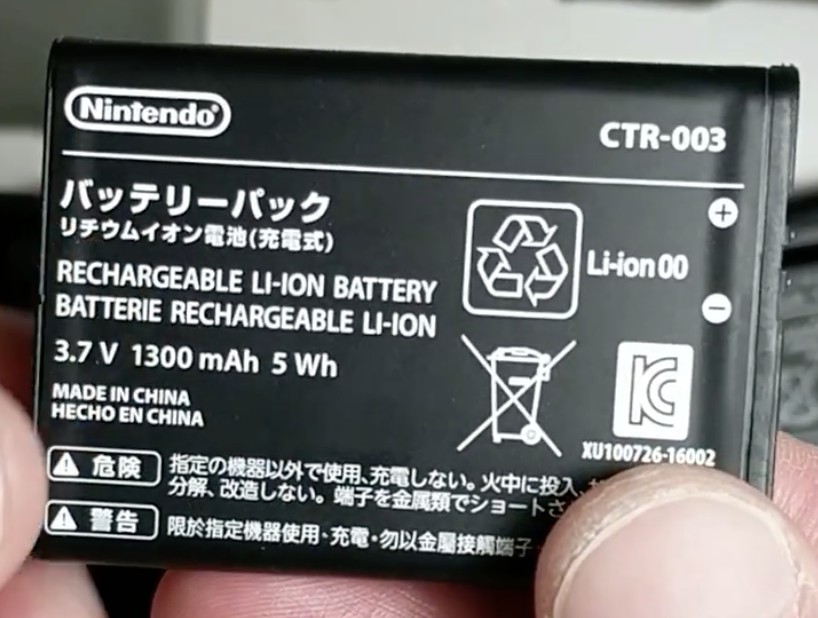 Nintendo®
CTR-003
バッテリーパック
リチウムイオン電池(充電式)
RECHARGEABLE LI-ION BATTERY
BATTERIE RECHARGEABLE LI-ION
3.7 V 1300 mAh 5 Wh
MADE IN CHINA
HECHO EN CHINA
+
Li-ion 00
−
XU100726-16002
危険
指定の機器以外で使用、充電しない。火中に投入、
分解、改造しない。端子を金属類でショートさ
警告
限於指定機器使用・充電・勿以金屬接觸端子